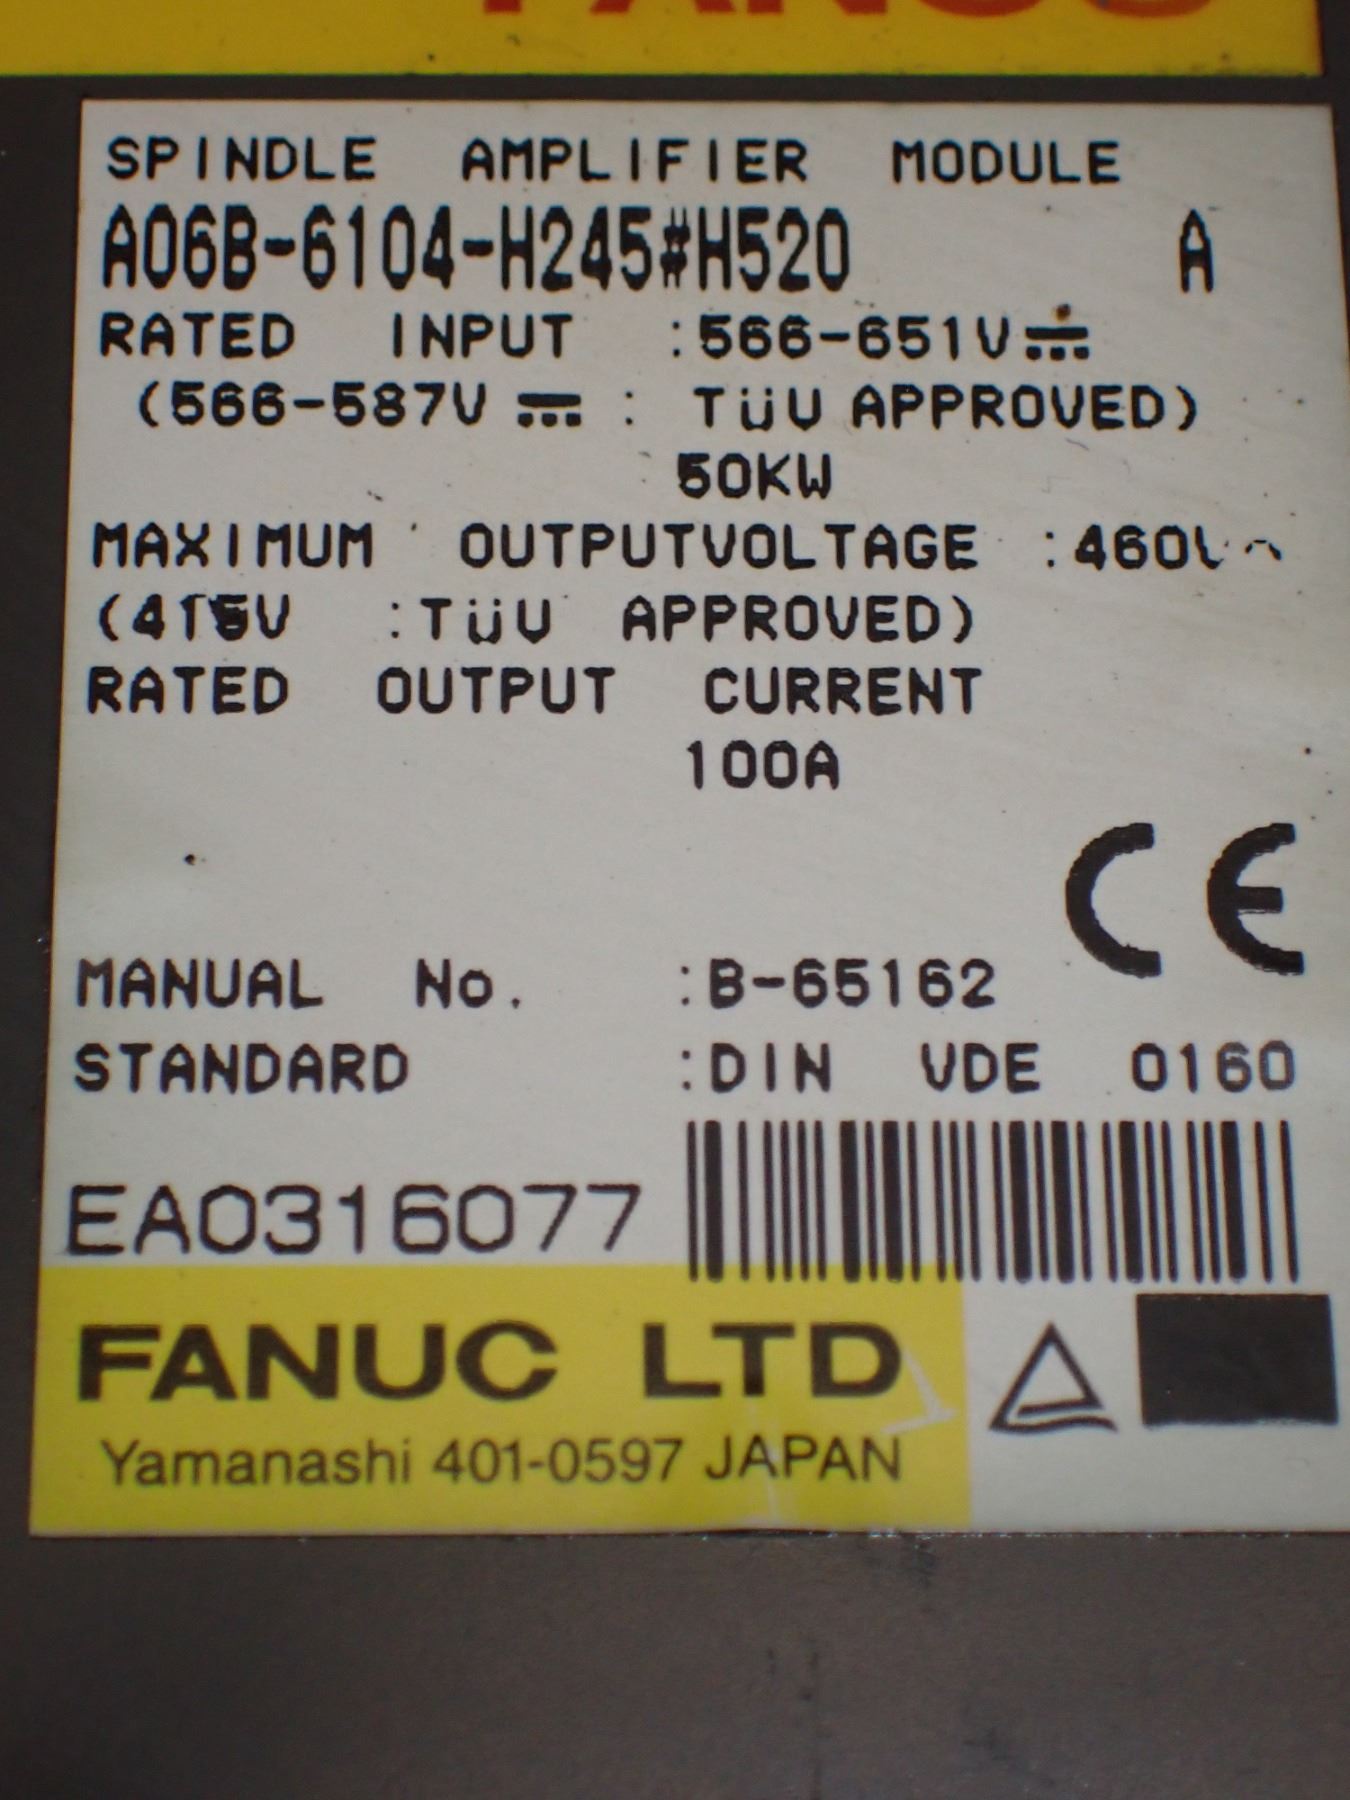 FANUC
SPINDLE AMPLIFIER MODULE
A06B-6104-H245#H520 A
RATED INPUT :566-651V⎓
(566-587V ⎓ : TüV APPROVED)
50KW
MAXIMUM OUTPUTVOLTAGE :460V~
(415V :TüV APPROVED)
RATED OUTPUT CURRENT
100A
CE
MANUAL No. :B-65162
STANDARD :DIN VDE 0160
EA0316077
FANUC LTD
Yamanashi 401-0597 JAPAN